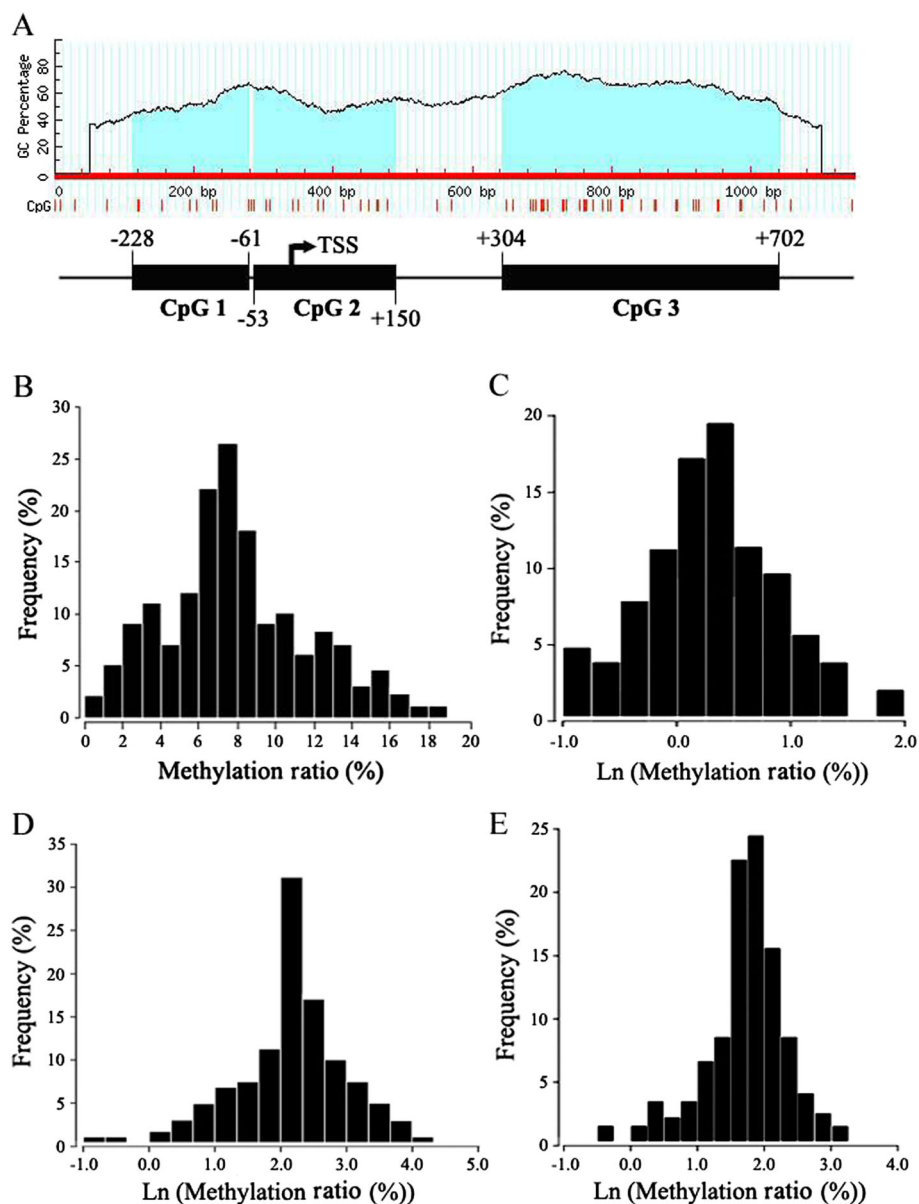 A
GC Percentage
80
60
40
20
0
0 200 bp 400 bp 600 bp 800 bp 1000 bp
CpG
-228 -61 TSS +304 +702
CpG 1 CpG 2 CpG 3
-53 +150
B
Frequency (%)
30
25
20
15
10
5
0
0 2 4 6 8 10 12 14 16 18 20
Methylation ratio (%)
C
Frequency (%)
20
15
10
5
0
-1.0 0.0 1.0 2.0
Ln (Methylation ratio (%))
D
Frequency (%)
35
30
25
20
15
10
5
0
-1.0 0.0 1.0 2.0 3.0 4.0 5.0
Ln (Methylation ratio (%))
E
Frequency (%)
25
20
15
10
5
0
-1.0 0.0 1.0 2.0 3.0 4.0
Ln (Methylation ratio (%))